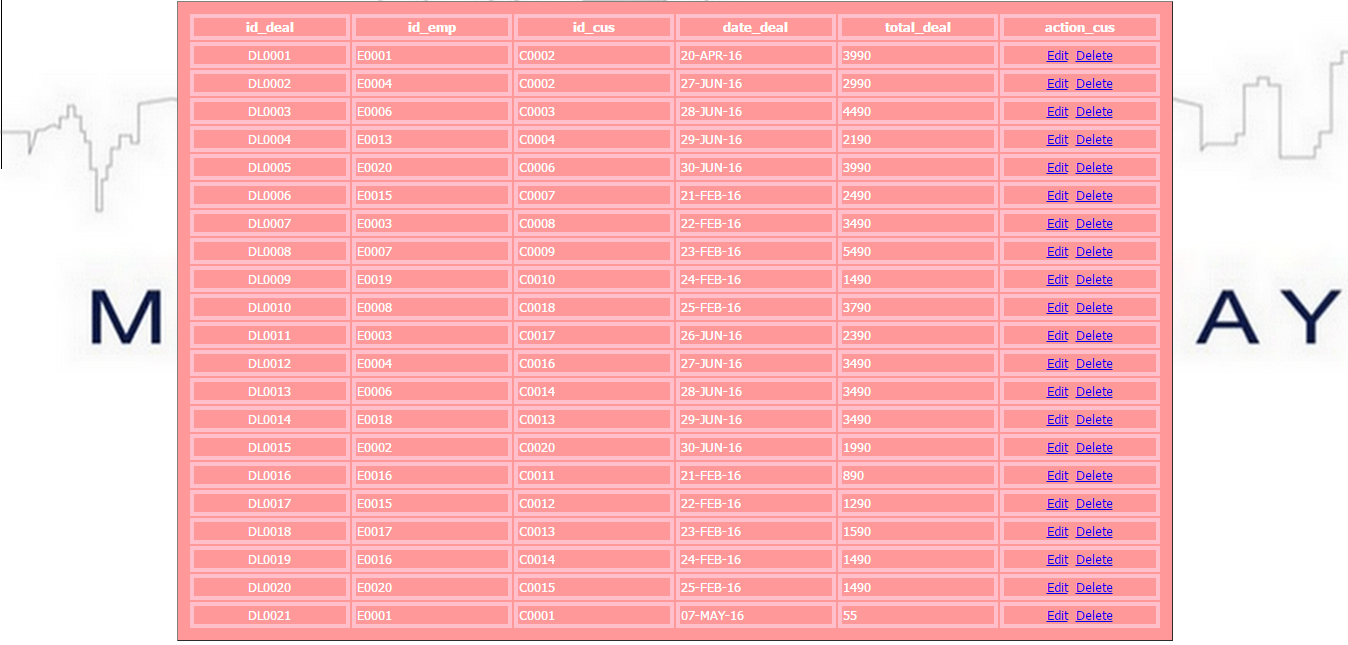 id_deal id_emp id_cus date_deal total_deal action_cus
DL0001 E0001 C0002 20-APR-16 3990 Edit Delete
DL0002 E0004 C0002 27-JUN-16 2990 Edit Delete
DL0003 E0006 C0003 28-JUN-16 4490 Edit Delete
DL0004 E0013 C0004 29-JUN-16 2190 Edit Delete
DL0005 E0020 C0006 30-JUN-16 3990 Edit Delete
DL0006 E0015 C0007 21-FEB-16 2490 Edit Delete
DL0007 E0003 C0008 22-FEB-16 3490 Edit Delete
DL0008 E0007 C0009 23-FEB-16 5490 Edit Delete
DL0009 E0019 C0010 24-FEB-16 1490 Edit Delete
DL0010 E0008 C0018 25-FEB-16 3790 Edit Delete
M AY
DL0011 E0003 C0017 26-JUN-16 2390 Edit Delete
DL0012 E0004 C0016 27-JUN-16 3490 Edit Delete
DL0013 E0006 C0014 28-JUN-16 3490 Edit Delete
DL0014 E0018 C0013 29-JUN-16 3490 Edit Delete
DL0015 E0002 C0020 30-JUN-16 1990 Edit Delete
DL0016 E0016 C0011 21-FEB-16 890 Edit Delete
DL0017 E0015 C0012 22-FEB-16 1290 Edit Delete
DL0018 E0017 C0013 23-FEB-16 1590 Edit Delete
DL0019 E0016 C0014 24-FEB-16 1490 Edit Delete
DL0020 E0020 C0015 25-FEB-16 1490 Edit Delete
DL0021 E0001 C0001 07-MAY-16 55 Edit Delete